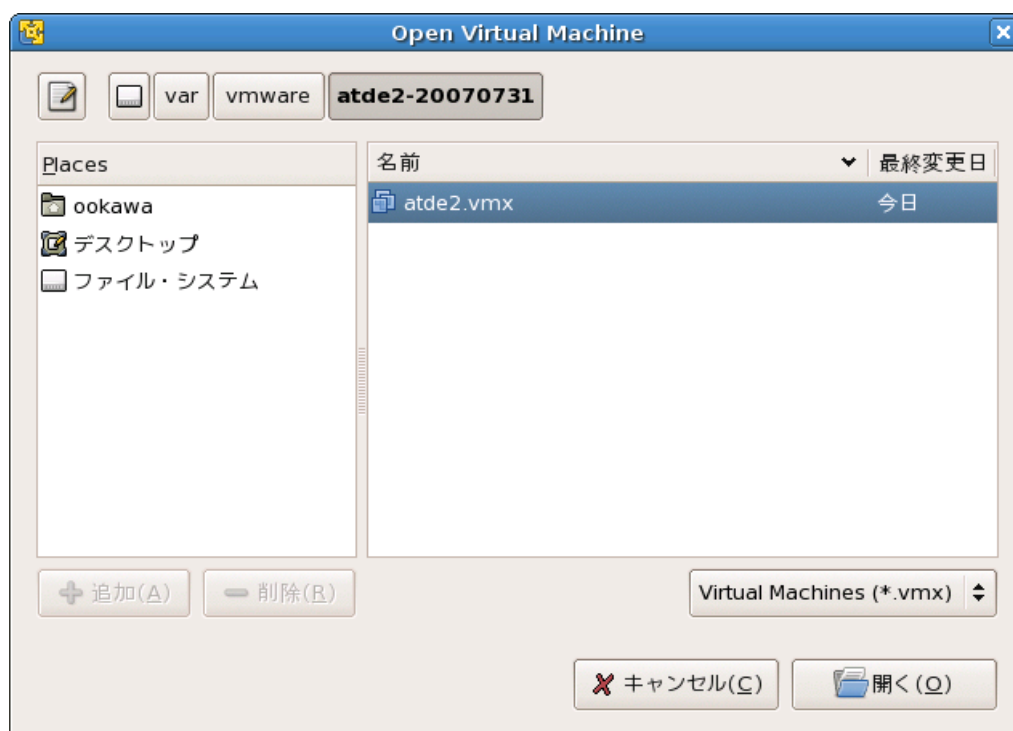 Open Virtual Machine
var vmware atde2-20070731
Places 名前 最終変更日
ookawa atde2.vmx 今日
デスクトップ
ファイル・システム
追加(A) 削除(R) Virtual Machines (*.vmx)
キャンセル(C) 開く(O)